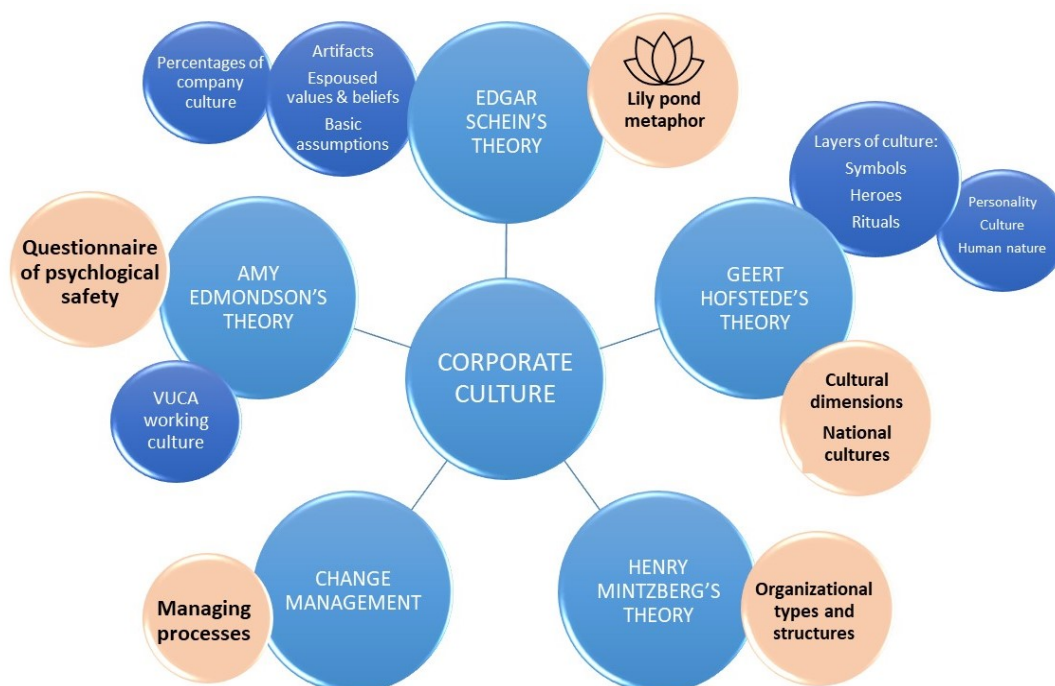 Percentages of
company
culture
Artifacts
Espoused
values & beliefs
Basic
assumptions
EDGAR
SCHEIN'S
THEORY
Lily pond
metaphor
Layers of culture:
Symbols
Heroes
Rituals
Personality
Culture
Human nature
Questionnaire
of psychlogical
safety
AMY
EDMONDSON'S
THEORY
GEERT
HOFSTEDE'S
THEORY
CORPORATE
CULTURE
VUCA
working
culture
Cultural
dimensions
National
cultures
Managing
processes
CHANGE
MANAGEMENT
HENRY
MINTZBERG'S
THEORY
Organizational
types and
structures